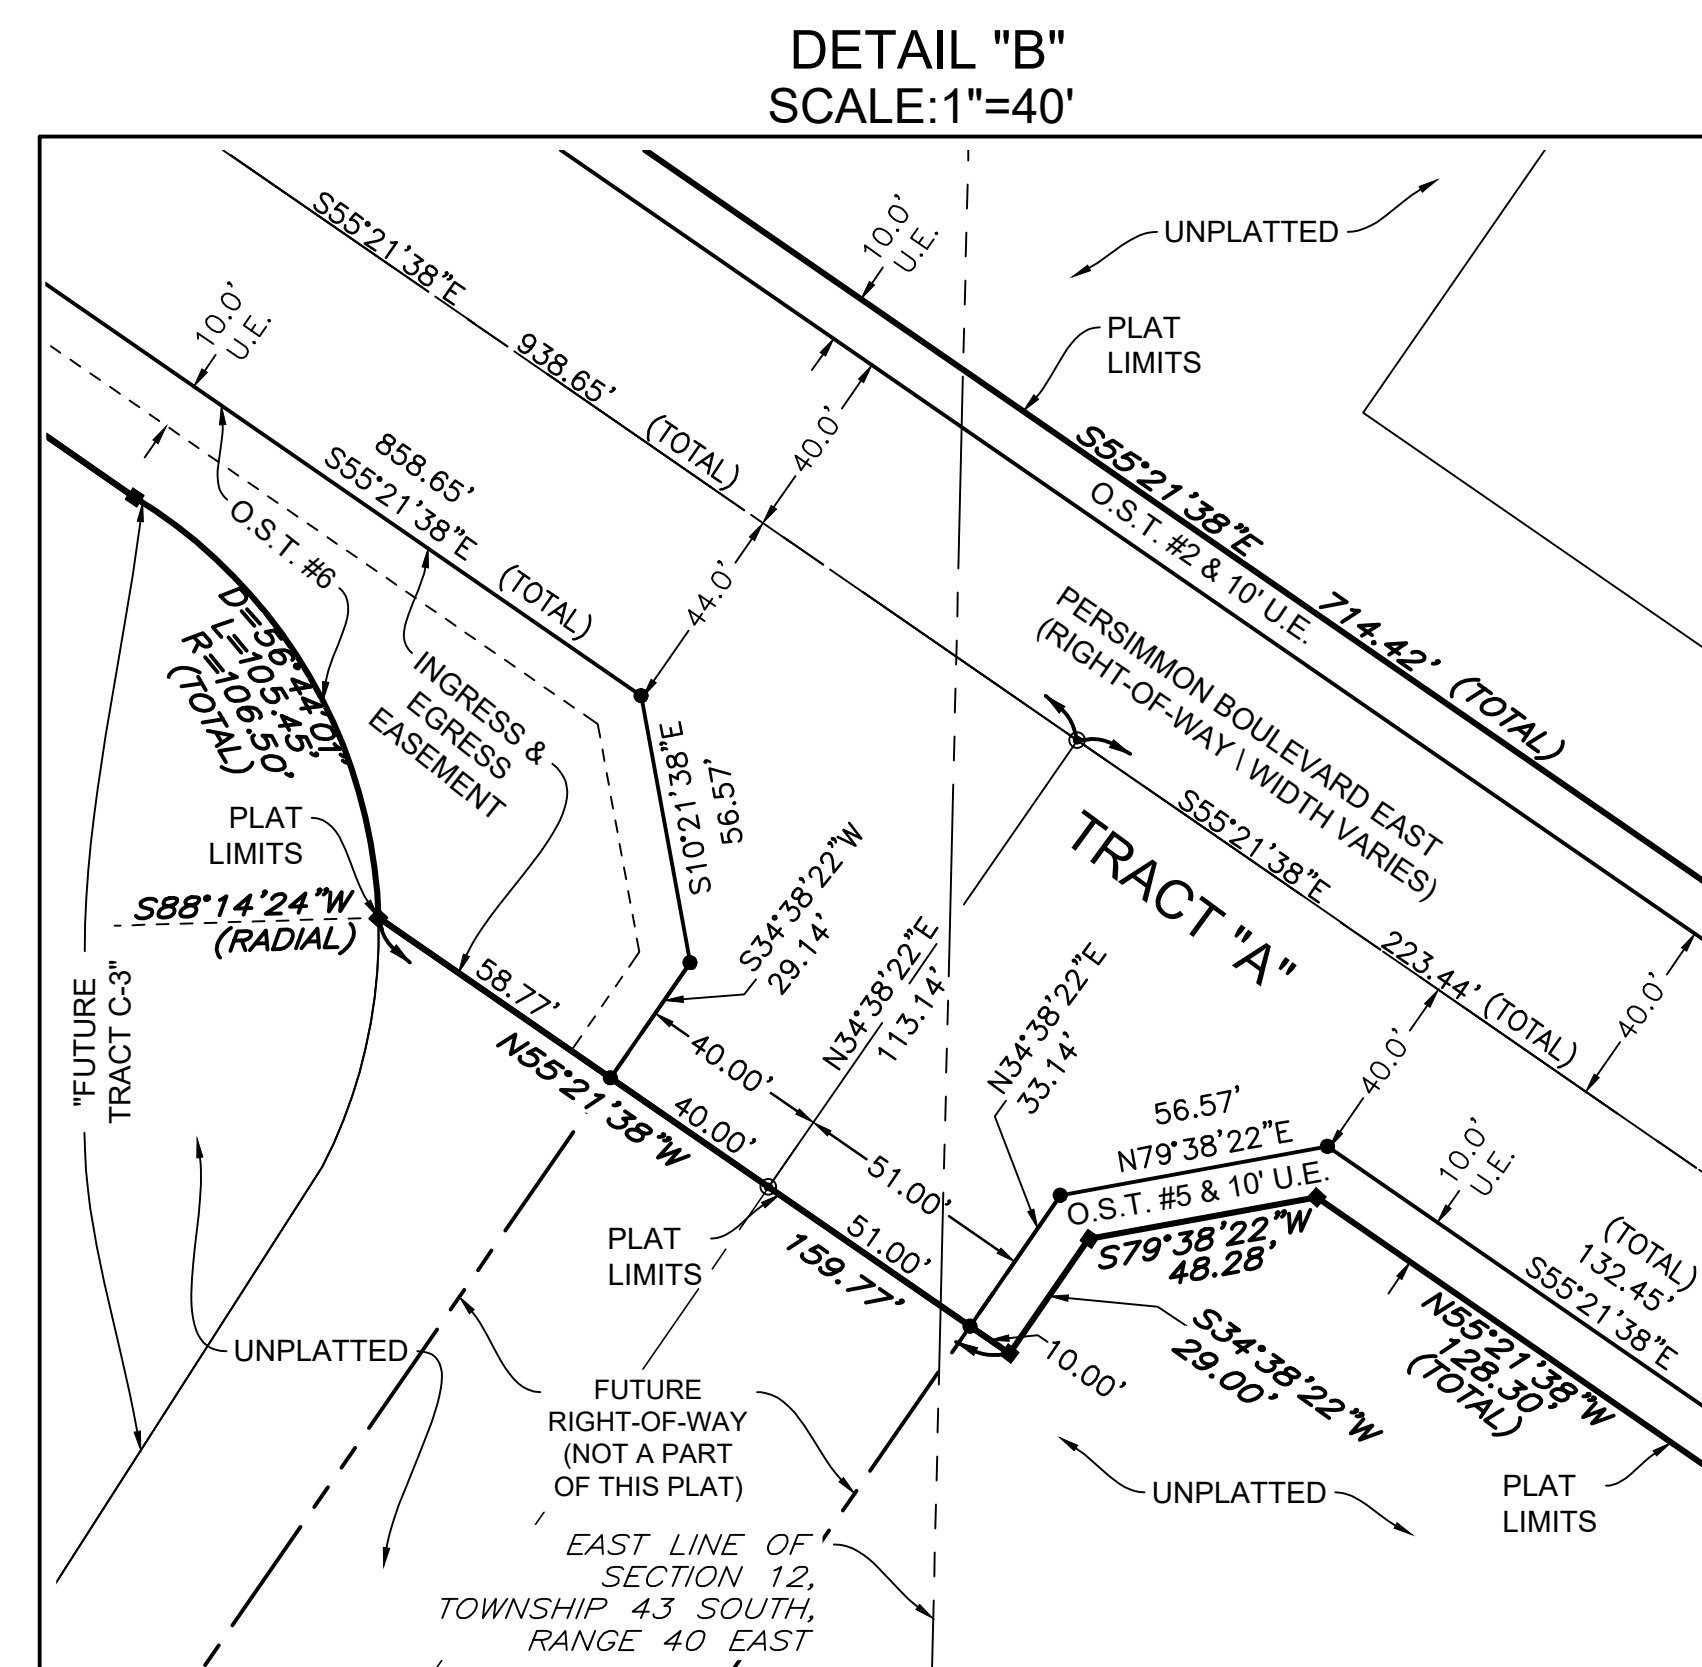 DETAIL "B"
SCALE:1"=40'
S55°21'38"E
10.0'
U.E.
UNPLATTED
10.0'
U.E.
938.65'
(TOTAL)
PLAT
LIMITS
40.0'
858.65'
S55°21'38"E
(TOTAL)
S55°21'38"E
714.42' (TOTAL)
O.S.T. #2 & 10' U.E.
O.S.T. #6
44.0'
PERSIMMON BOULEVARD EAST
(RIGHT-OF-WAY | WIDTH VARIES)
D=56°44'01"
L=105.45'
R=106.50'
(TOTAL)
INGRESS &
EGRESS
EASEMENT
S10°21'38"E
56.57'
PLAT
LIMITS
S88°14'24"W
(RADIAL)
S34°38'22"W
29.14'
TRACT "A"
S55°21'38"E
223.44' (TOTAL)
40.0'
N34°38'22"E
113.14'
N34°38'22"E
33.14'
"FUTURE
TRACT C-3"
58.77'
N55°21'38"W
40.00'
40.00'
40.0'
56.57'
N79°38'22"E
O.S.T. #5 & 10' U.E.
S79°38'22"W
48.28'
10.0'
U.E.
51.00'
51.00'
159.77'
PLAT
LIMITS
(TOTAL)
132.45'
S55°21'38"E
N55°21'38"W
128.30'
(TOTAL)
S34°38'22"W
29.00'
10.00'
UNPLATTED
FUTURE
RIGHT-OF-WAY
(NOT A PART
OF THIS PLAT)
UNPLATTED
PLAT
LIMITS
EAST LINE OF
SECTION 12,
TOWNSHIP 43 SOUTH,
RANGE 40 EAST